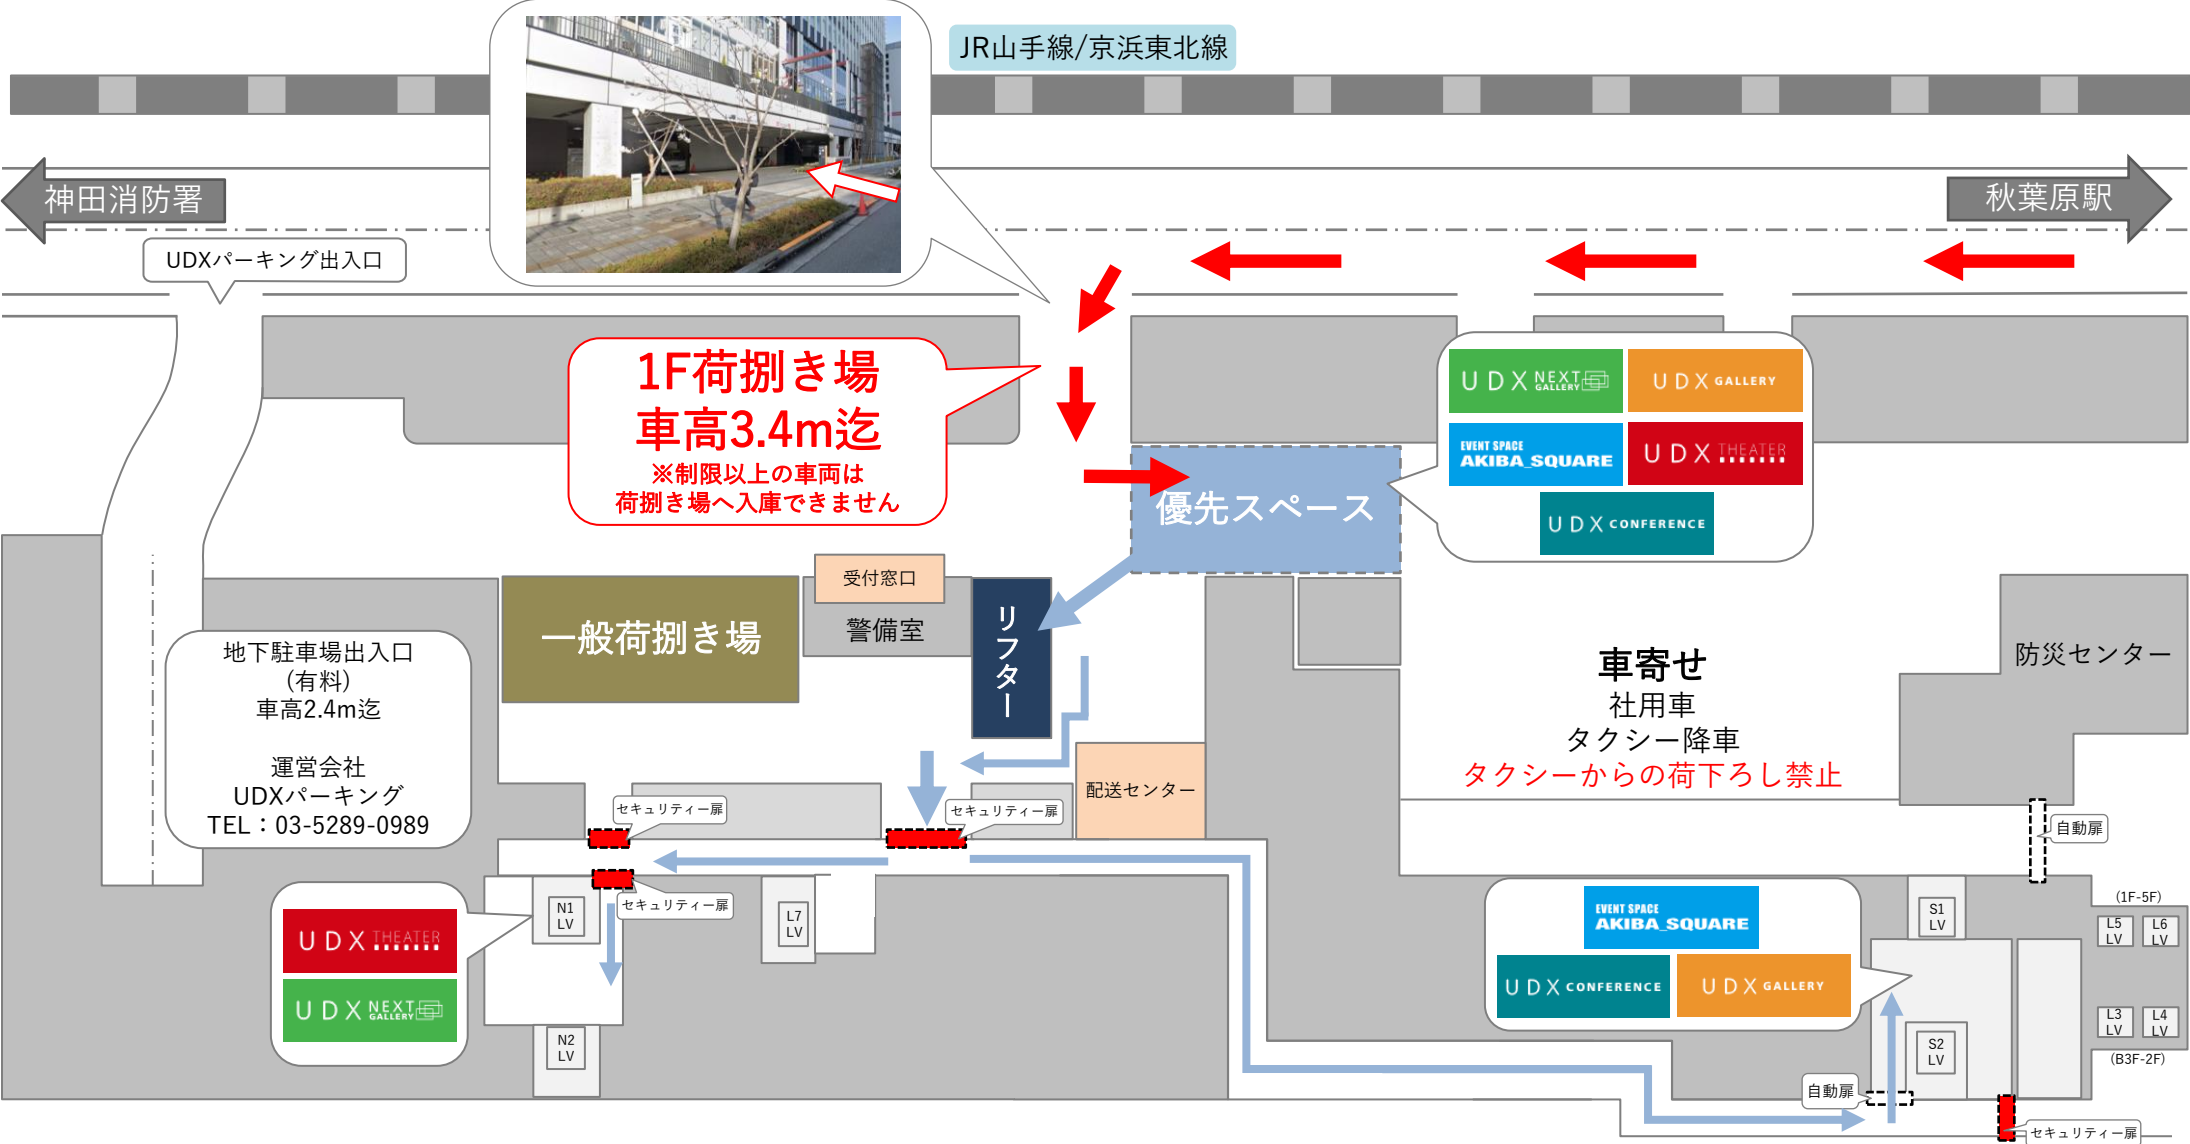 JR山手線/京浜東北線
神田消防署
秋葉原駅
UDXパーキング出入口
1F荷捌き場
車高3.4m迄
※制限以上の車両は
荷捌き場へ入庫できません
UDX NEXT GALLERY
UDX GALLERY
EVENT SPACE
AKIBA_SQUARE
UDX THEATER
UDX CONFERENCE
優先スペース
受付窓口
警備室
一般荷捌き場
リフター
地下駐車場出入口
(有料)
車高2.4m迄
運営会社
UDXパーキング
TEL：03-5289-0989
車寄せ
社用車
タクシー降車
タクシーからの荷下ろし禁止
防災センター
配送センター
セキュリティー扉
セキュリティー扉
自動扉
セキュリティー扉
N1
LV
L7
LV
UDX THEATER
UDX NEXT GALLERY
N2
LV
EVENT SPACE
AKIBA_SQUARE
UDX CONFERENCE
UDX GALLERY
S1
LV
(1F-5F)
L5
LV
L6
LV
L3
LV
L4
LV
(B3F-2F)
S2
LV
自動扉
セキュリティー扉